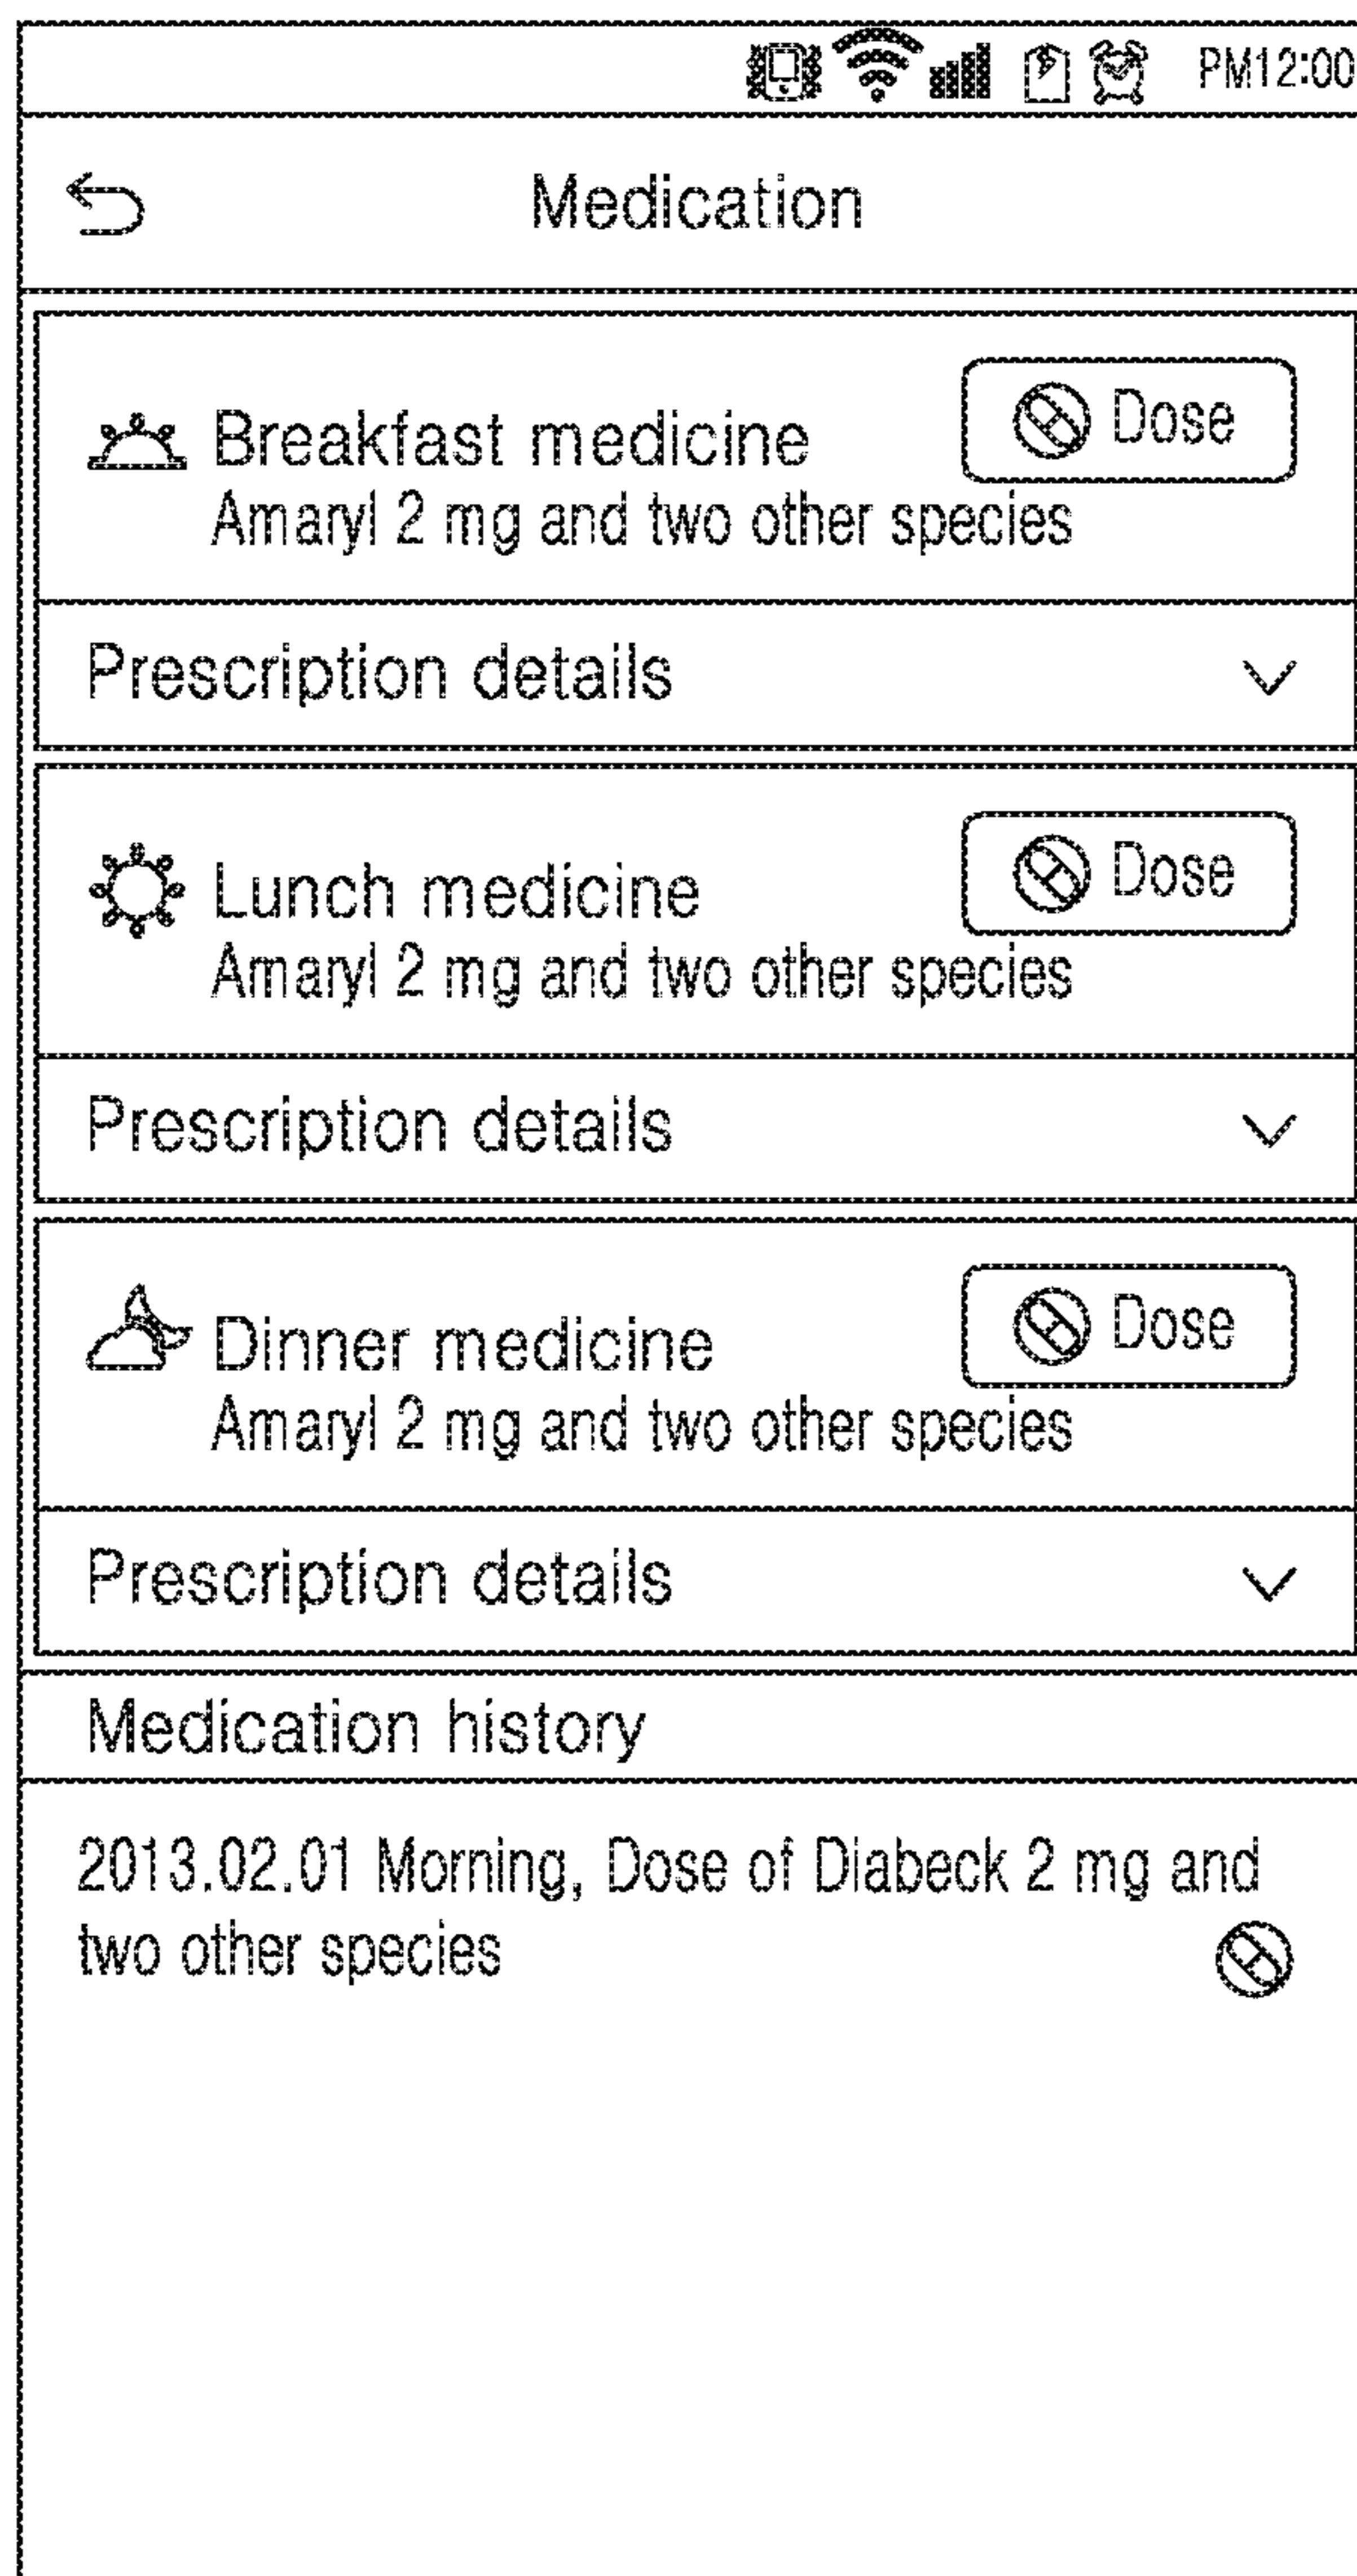 PM12:00
Medication
Dose
Breakfast medicine
Amaryl 2 mg and two other species
Prescription details
Dose
Lunch medicine
Amaryl 2 mg and two other species
Prescription details
Dose
Dinner medicine
Amaryl 2 mg and two other species
Prescription details
Medication history
2013.02.01 Morning, Dose of Diabeck 2 mg and
two other species